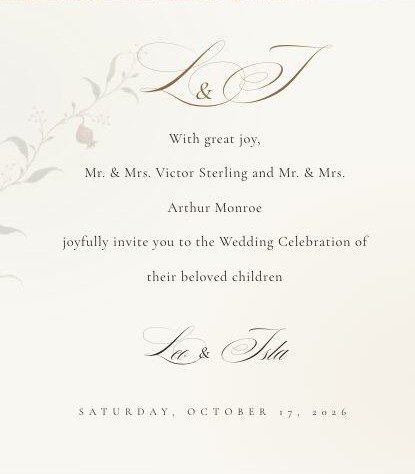 L & I
With great joy,
Mr. & Mrs. Victor Sterling and Mr. & Mrs.
Arthur Monroe
joyfully invite you to the Wedding Celebration of
their beloved children
Leo & Isla
SATURDAY, OCTOBER 17, 2026